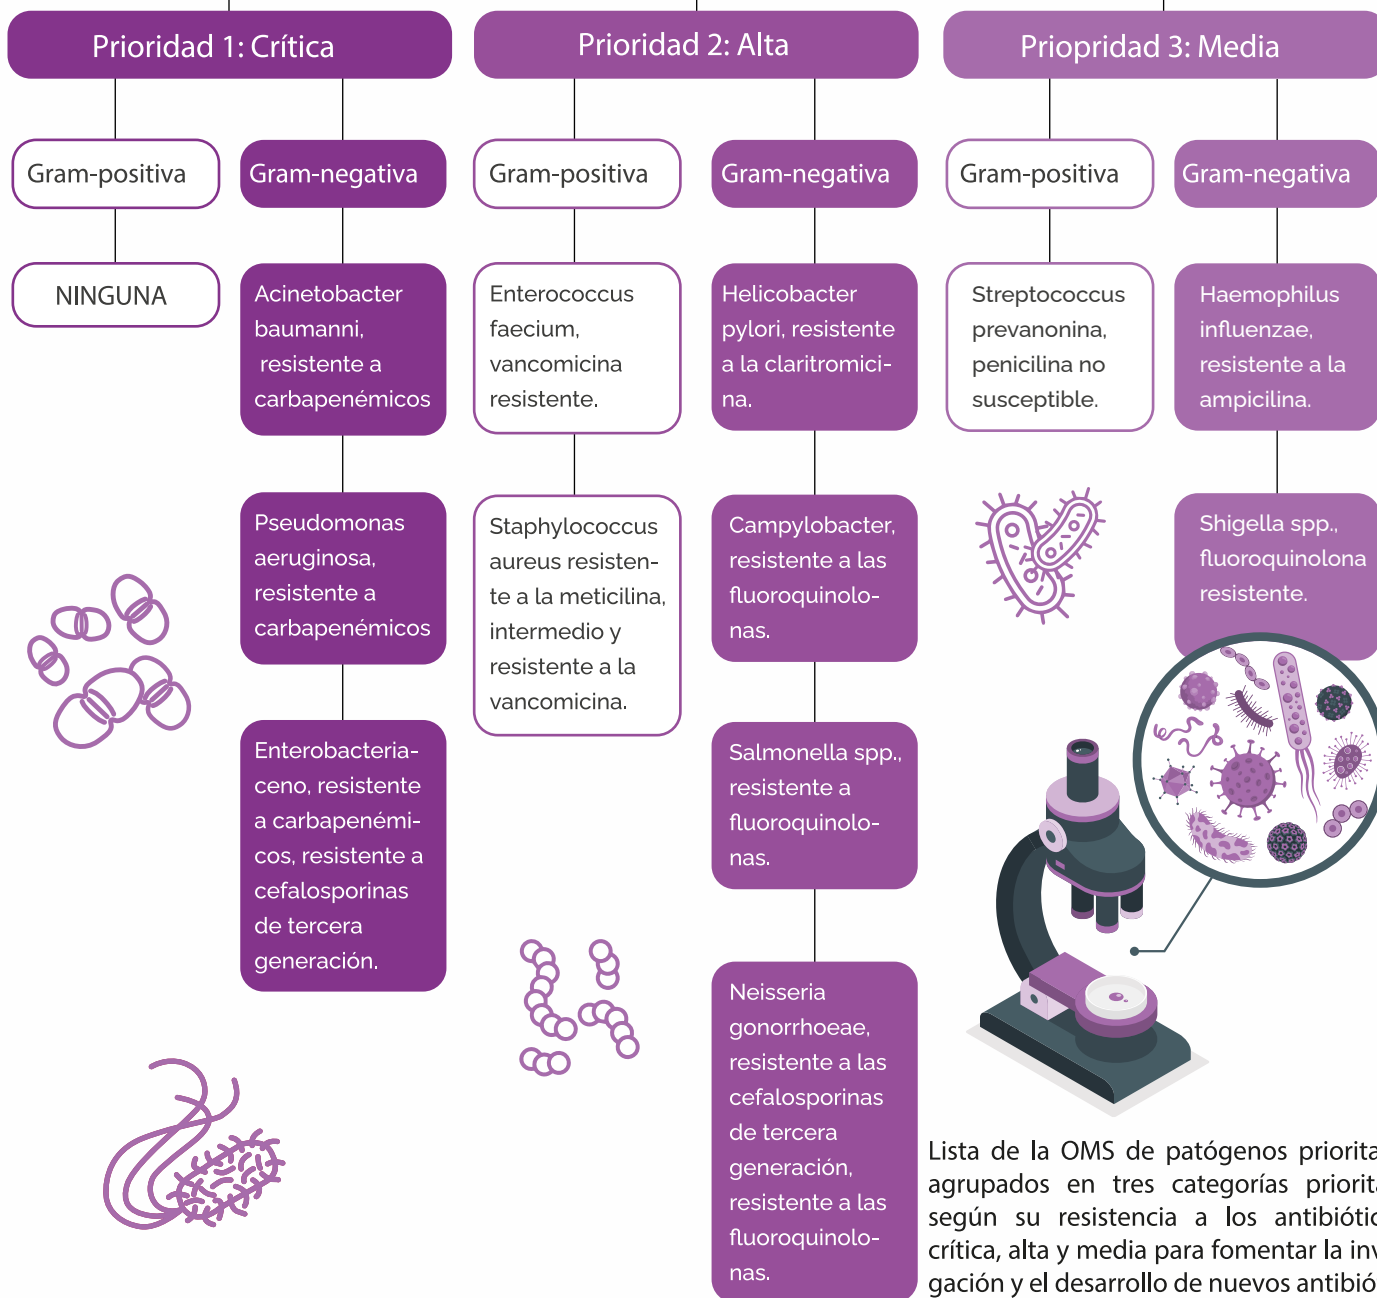 Prioridad 1: Crítica
Gram-positiva
NINGUNA
Gram-negativa
Acinetobacter
baumanni,
resistente a
carbapenémicos
Pseudomonas
aeruginosa,
resistente a
carbapenémicos
Enterobacteria-
ceno, resistente
a carbapenémi-
cos, resistente a
cefalosporinas
de tercera
generación.
Prioridad 2: Alta
Gram-positiva
Enterococcus
faecium,
vancomicina
resistente.
Staphylococcus
aureus resisten-
te a la meticilina,
intermedio y
resistente a la
vancomicina.
Gram-negativa
Helicobacter
pylori, resistente
a la claritromici-
na.
Campylobacter,
resistente a las
fluoroquinolo-
nas.
Salmonella spp.,
resistente a
fluoroquinolo-
nas.
Neisseria
gonorrhoeae,
resistente a las
cefalosporinas
de tercera
generación,
resistente a las
fluoroquinolo-
nas.
Priopridad 3: Media
Gram-positiva
Streptococcus
prevanonina,
penicilina no
susceptible.
Gram-negativa
Haemophilus
influenzae,
resistente a la
ampicilina.
Shigella spp.,
fluoroquinolona
resistente.
Lista de la OMS de patógenos priorita
agrupados en tres categorías priorita
según su resistencia a los antibiótic
crítica, alta y media para fomentar la inv
gación y el desarrollo de nuevos antibió